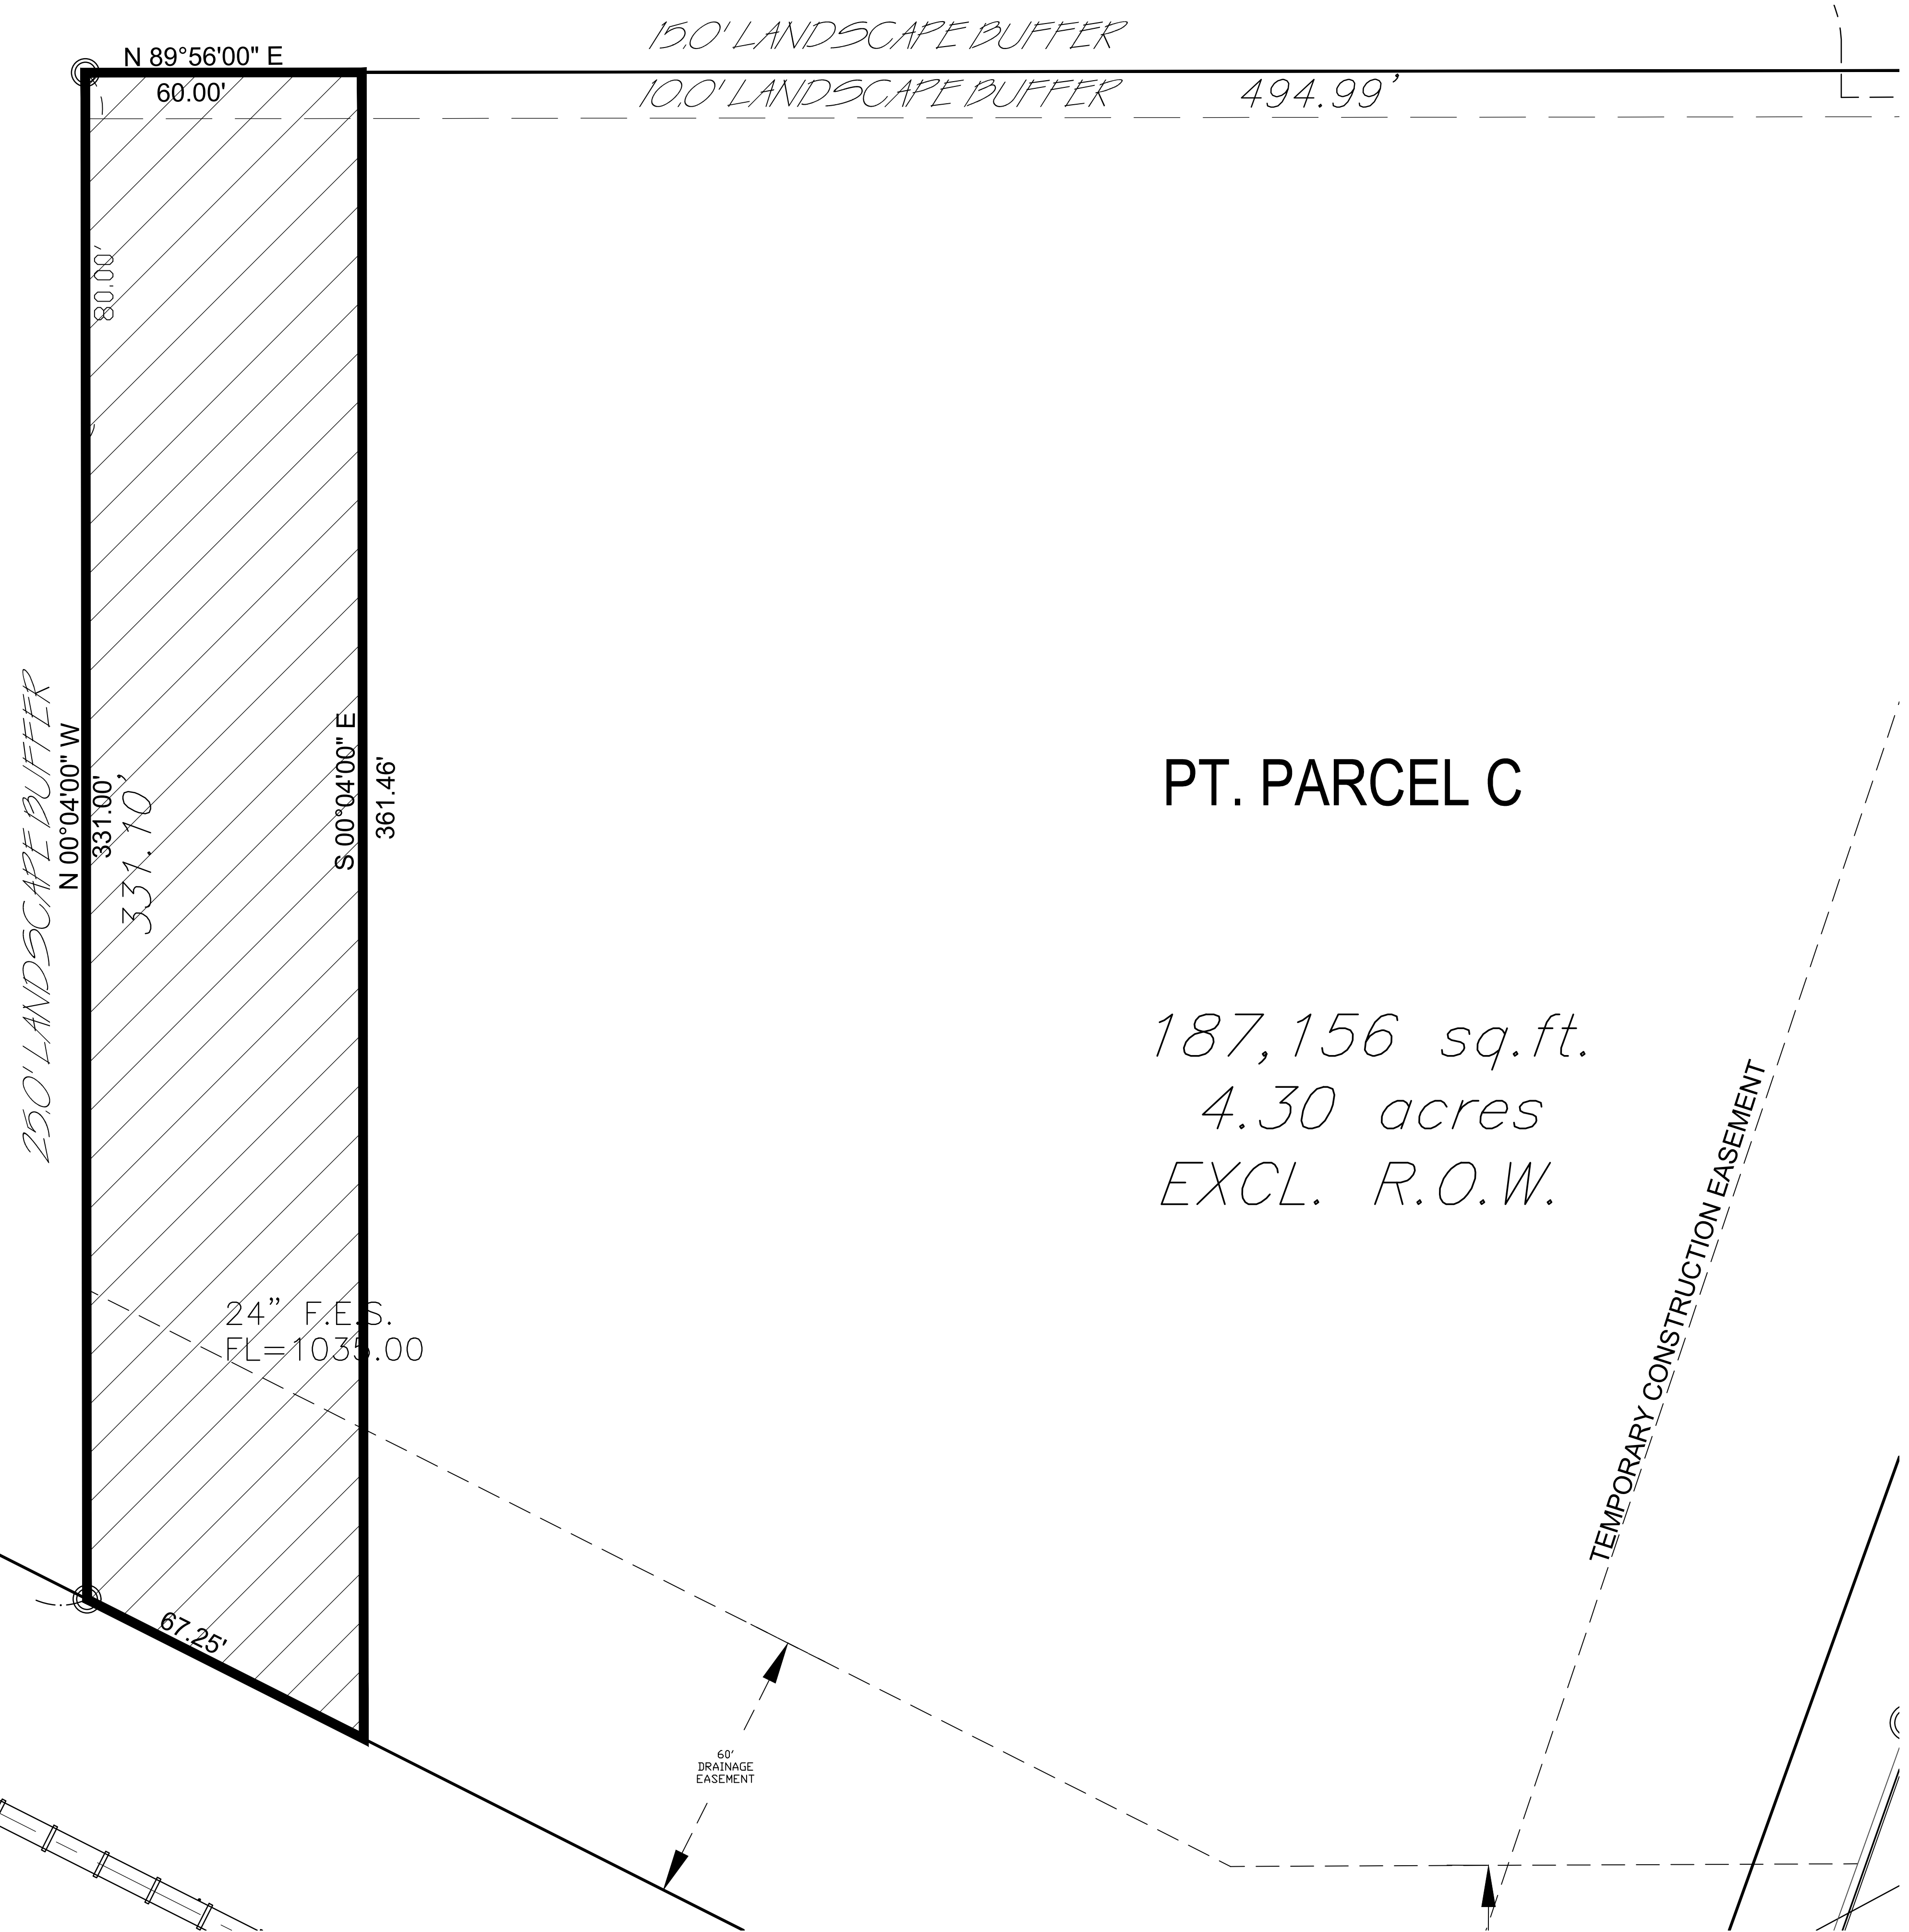 15.0' LANDSCAPE BUFFER
N 89°56'00" E
60.00'
10.0' LANDSCAPE BUFFER
494.99'
80.00'
25.0' LANDSCAPE BUFFER
N 00°04'00" W
331.00'
331.10'
S 00°04'00" E
361.46'
PT. PARCEL C
187,156 sq.ft.
4.30 acres
EXCL. R.O.W.
TEMPORARY CONSTRUCTION EASEMENT
24" F.E.S.
FL=1035.00
67.25'
60'
DRAINAGE
EASEMENT